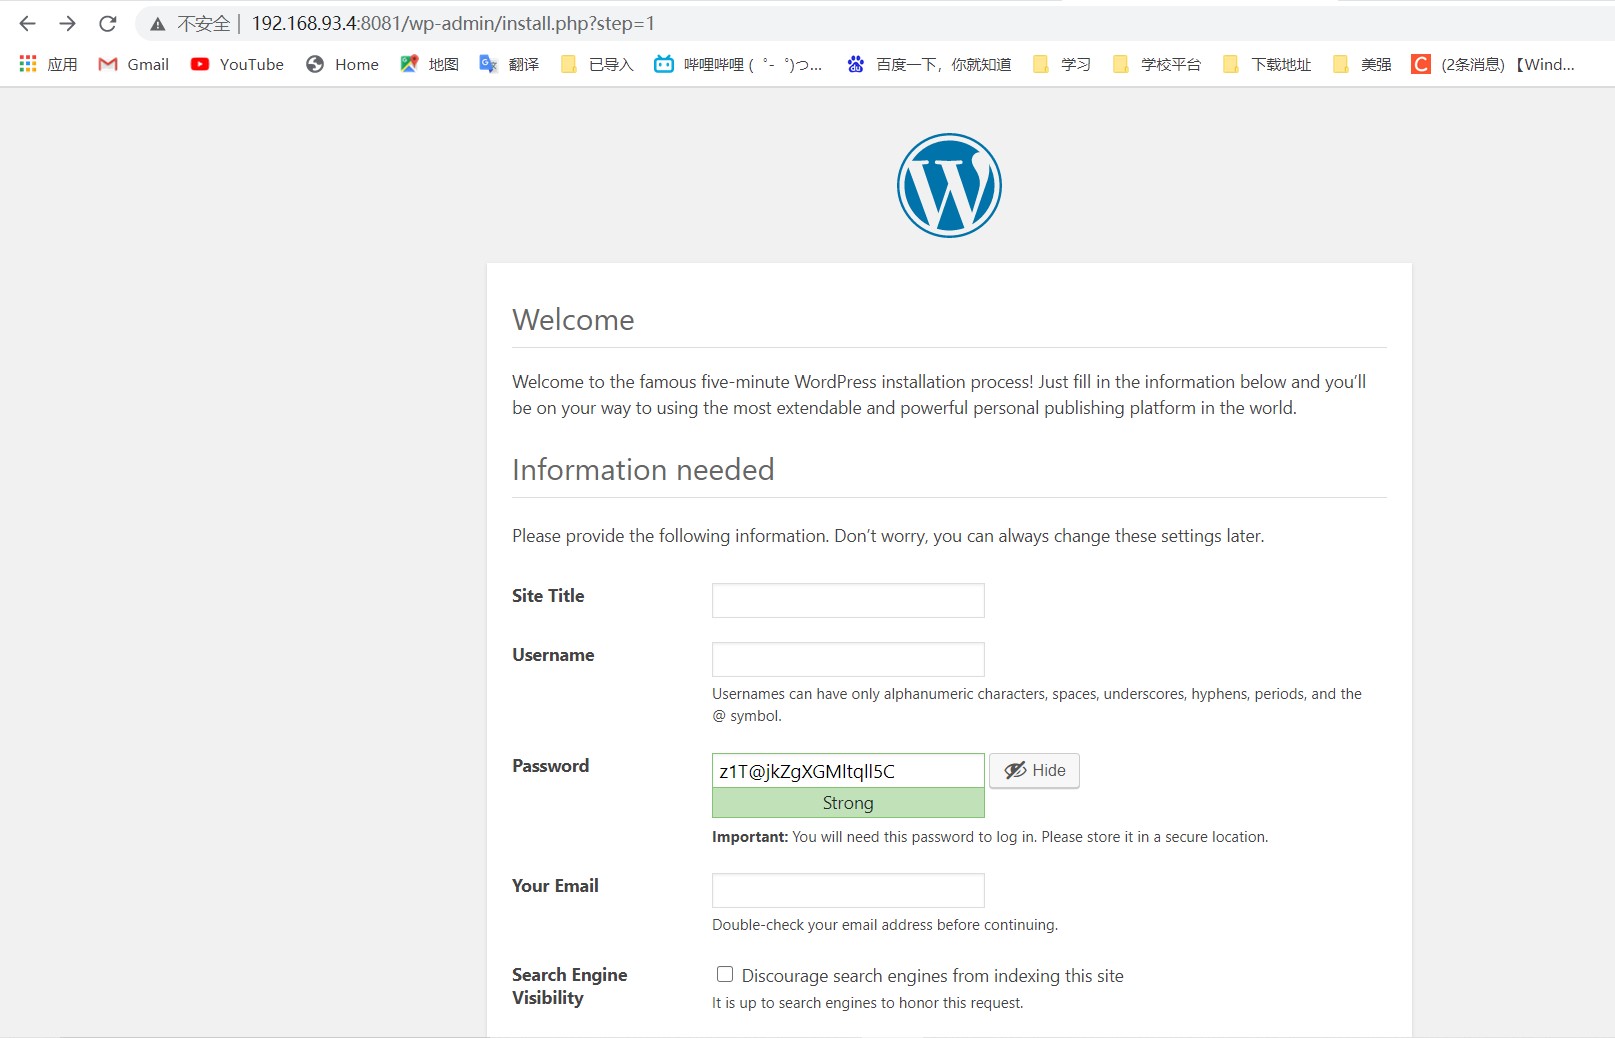 不安全 | 192.168.93.4:8081/wp-admin/install.php?step=1
应用 Gmail YouTube Home 地图 翻译 已导入 哔哩哔哩 ( ゜- ゜)つ... 百度一下，你就知道 学习 学校平台 下载地址 美强 C (2条消息) 【Wind...
W
Welcome
Welcome to the famous five-minute WordPress installation process! Just fill in the information below and you’ll
be on your way to using the most extendable and powerful personal publishing platform in the world.
Information needed
Please provide the following information. Don’t worry, you can always change these settings later.
Site Title
Username
Usernames can have only alphanumeric characters, spaces, underscores, hyphens, periods, and the
@ symbol.
Password z1T@jkZgXGMltqll5C Hide
Strong
Important: You will need this password to log in. Please store it in a secure location.
Your Email
Double-check your email address before continuing.
Search Engine
Visibility
Discourage search engines from indexing this site
It is up to search engines to honor this request.